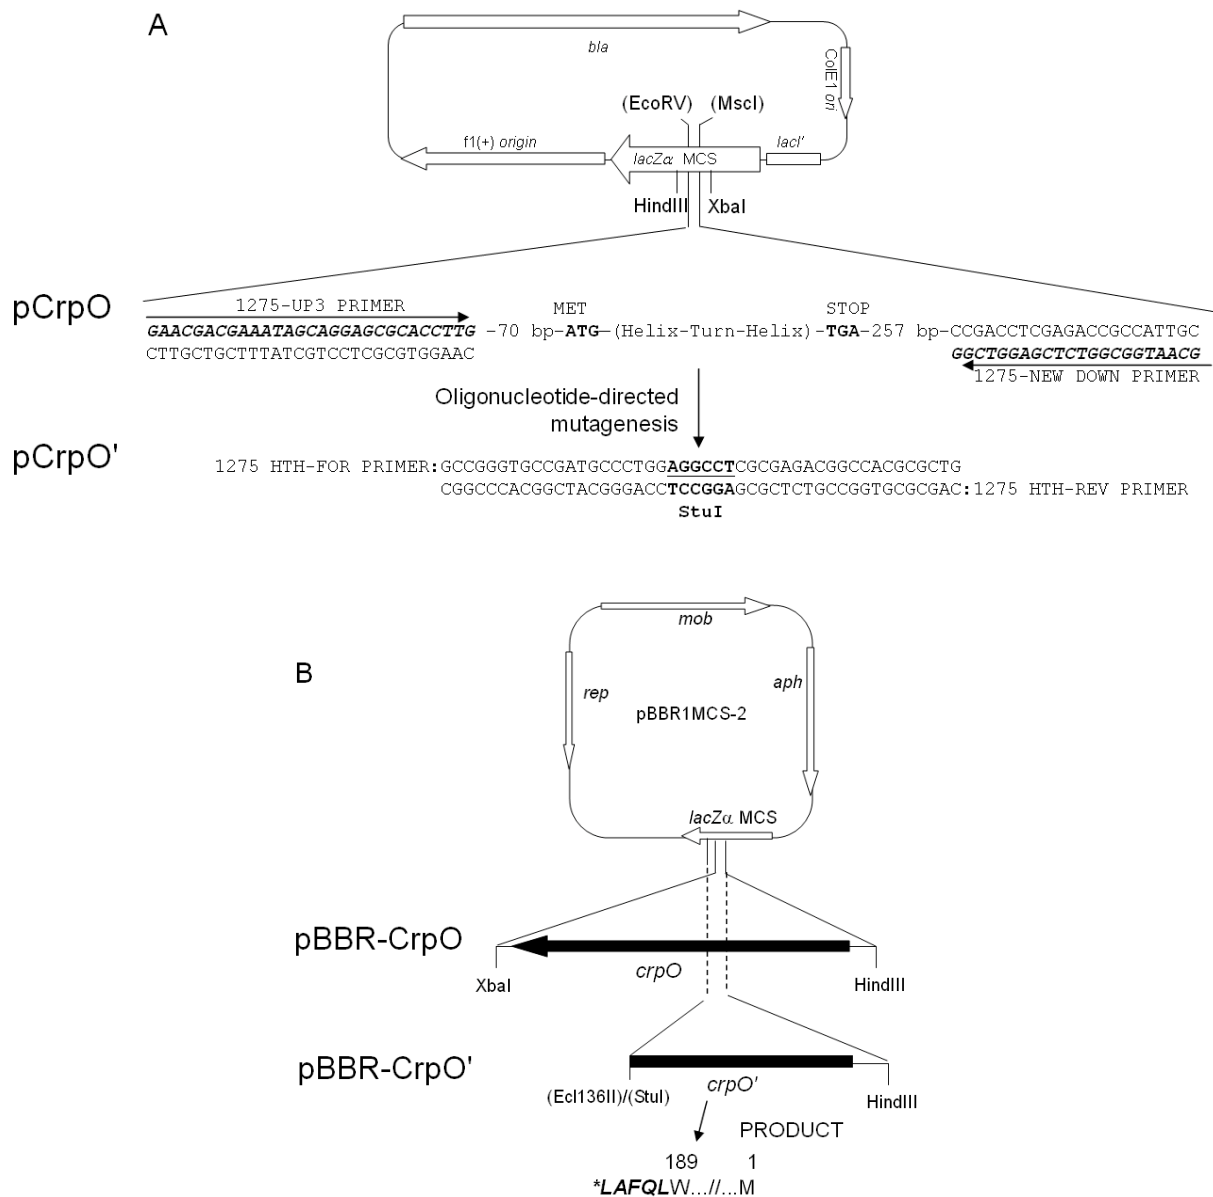 A
bla
ColE1 ori
(EcoRV) (MscI)
f1(+) origin
lacZα MCS
lacI'
HindIII XbaI
pCrpO
1275-UP3 PRIMER
MET
STOP
GAACGACGAAATAGCAGGAGCGCACCTTG -70 bp-ATG-(Helix-Turn-Helix)-TGA-257 bp-CCGACCTCGAGACCGCCATTGC
CTTGCTGCTTTATCGTCCTCGCGTGGAAC
GGCTGGAGCTCTGGCGGTAACG
1275-NEW DOWN PRIMER
Oligonucleotide-directed
mutagenesis
pCrpO'
1275 HTH-FOR PRIMER:GCCGGGTGCCGATGCCCTGGAGGCCTCGCGAGACGGCCACGCGCTG
CGGCCCACGGCTACGGGACCTCCGGAGCGCTCTGCCGGTGCGCGAC:1275 HTH-REV PRIMER
StuI
B
mob
rep
aph
pBBR1MCS-2
lacZα MCS
pBBR-CrpO
crpO
XbaI
HindIII
pBBR-CrpO'
crpO'
(Ecl136II)/(StuI)
HindIII
PRODUCT
189 1
*LAFQLW...//...M